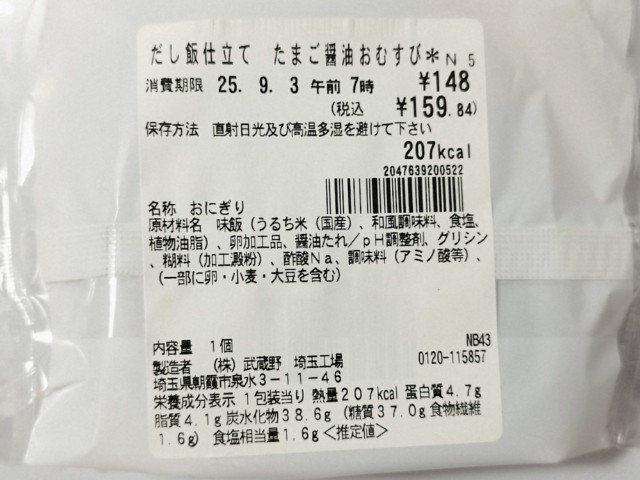 だし飯仕立て　たまご醤油おむすび＊Ｎ５
消費期限 25. 9. 3 午前 7時 ¥148
(税込 ¥159.84)
保存方法　直射日光及び高温多湿を避けて下さい
207kcal
2047639200522
名称　おにぎり
原材料名　味飯（うるち米（国産）、和風調味料、食塩、
植物油脂）、卵加工品、醤油たれ／ｐＨ調整剤、グリシン
、糊料（加工澱粉）、酢酸Ｎａ、調味料（アミノ酸等）、
（一部に卵・小麦・大豆を含む）
内容量　１個 NB43
製造者　（株）武蔵野　埼玉工場 0120-115857
埼玉県朝霞市泉水３－１１－４６
栄養成分表示 １包装当り 熱量２０７kcal 蛋白質４.７g
脂質４.１g 炭水化物３８.６g（糖質３７.０g 食物繊維
１.６g）　食塩相当量１.６g＜推定値＞